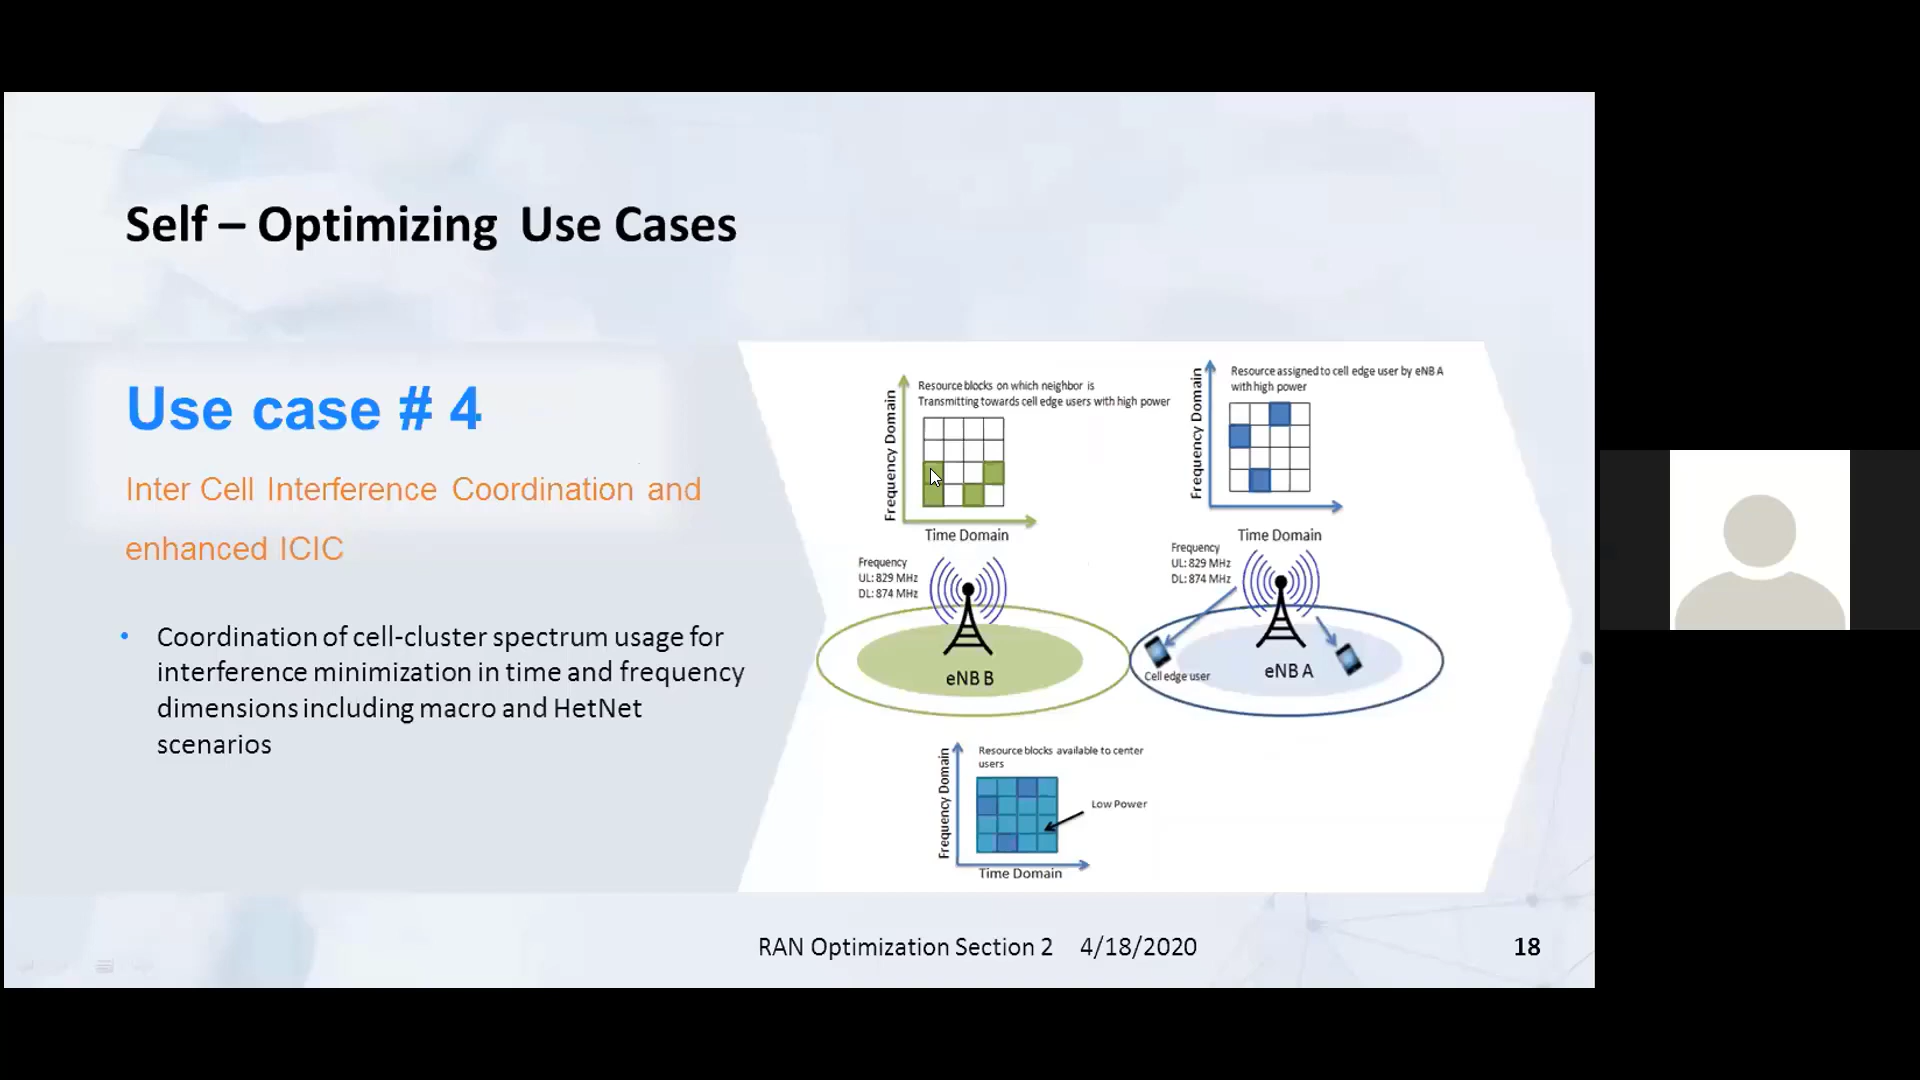 Self – Optimizing Use Cases
Use case # 4
Inter Cell Interference Coordination and
enhanced ICIC
• Coordination of cell-cluster spectrum usage for
interference minimization in time and frequency
dimensions including macro and HetNet
scenarios
Resource blocks on which neighbor is
Transmitting towards cell edge users with high power
Frequency Domain
Time Domain
Resource assigned to cell edge user by eNB A
with high power
Frequency Domain
Time Domain
Frequency
UL: 829 MHz
DL: 874 MHz
eNB B
Frequency
UL: 829 MHz
DL: 874 MHz
Cell edge user
eNB A
Resource blocks available to center
users
Frequency Domain
Low Power
Time Domain
RAN Optimization Section 2 4/18/2020
18